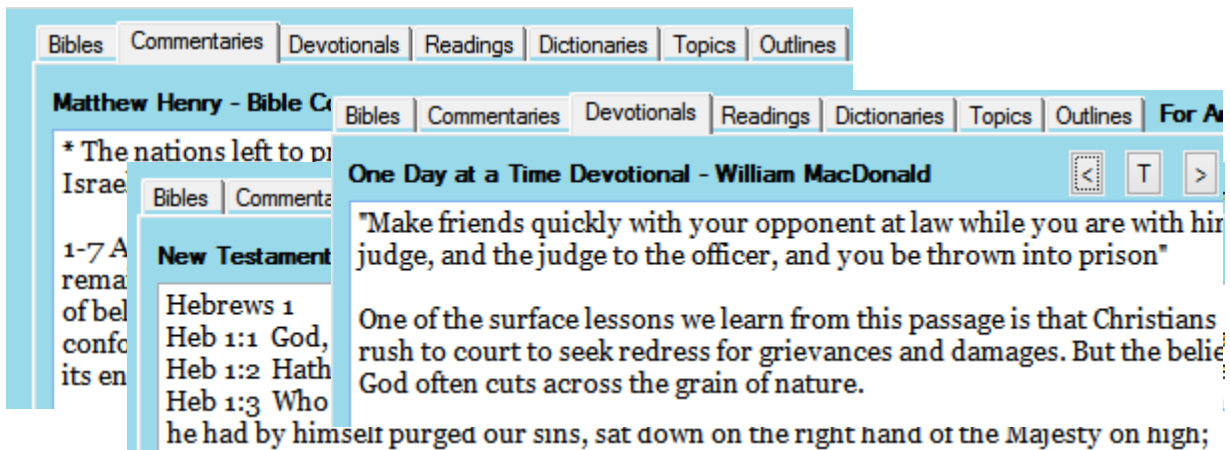 Bibles Commentaries Devotionals Readings Dictionaries Topics Outlines
Matthew Henry - Bible
* The nations left to
Israe
1-7 A
rema
of bel
confo
its en
Bibles Commenta
New Testament
Hebrews 1
Heb 1:1 God,
Heb 1:2 Hath
Heb 1:3 Who
he had by himself purged our sins, sat down on the right hand of the Majesty on high;
Bibles Commentaries Devotionals Readings Dictionaries Topics Outlines For
One Day at a Time Devotional - William MacDonald < T >
"Make friends quickly with your opponent at law while you are with
judge, and the judge to the officer, and you be thrown into prison"
One of the surface lessons we learn from this passage is that Christians
rush to court to seek redress for grievances and damages. But the belie
God often cuts across the grain of nature.